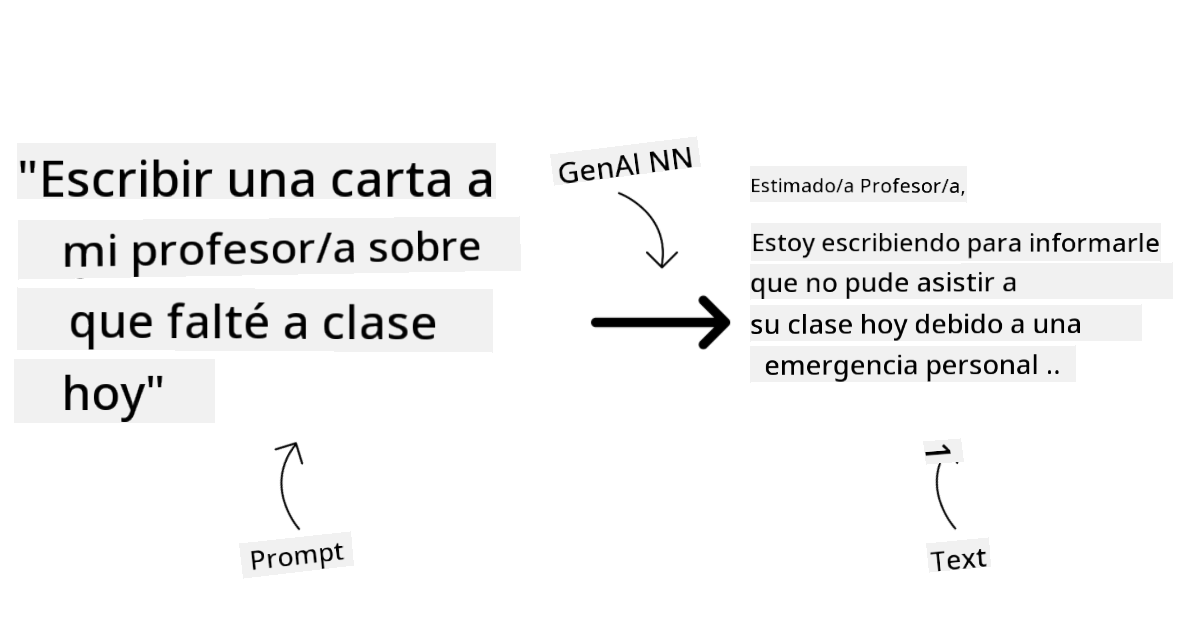 "Escribir una carta a
mi profesor/a sobre
que falté a clase
hoy"
Prompt
GenAI NN
Estimado/a Profesor/a,
Estoy escribiendo para informarle
que no pude asistir a
su clase hoy debido a una
emergencia personal ..
Text